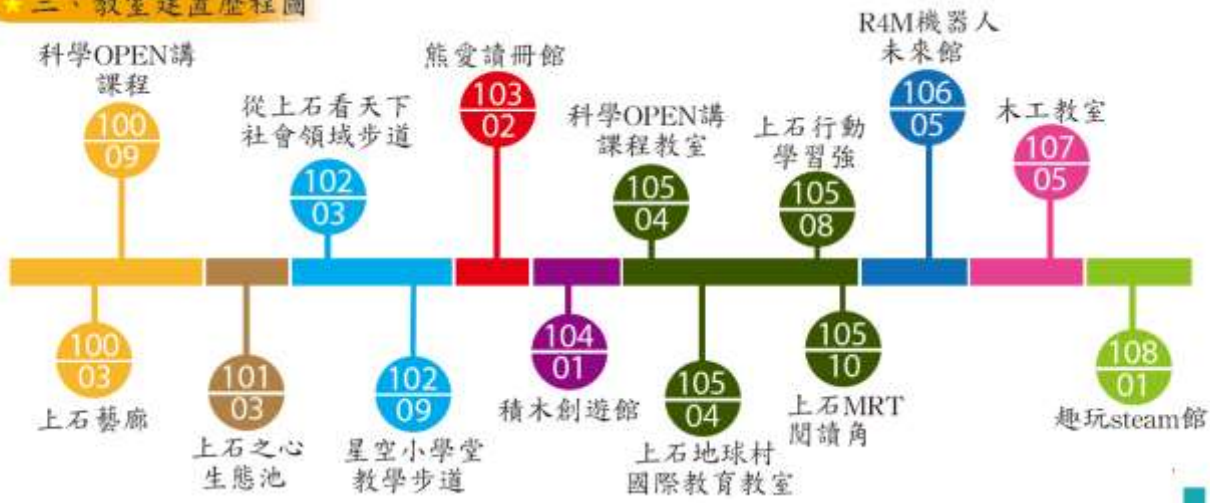 三、教室建置歷程圖
科學OPEN講
課程
100
09
從上石看天下
社會領域步道
102
03
熊愛讀冊館
103
02
科學OPEN講
課程教室
105
04
上石行動
學習強
105
08
R4M機器人
未來館
106
05
木工教室
107
05
100
03
上石藝廊
101
03
上石之心
生態池
102
09
星空小學堂
教學步道
104
01
積木創遊館
105
04
上石地球村
國際教育教室
105
10
上石MRT
閱讀角
108
01
趣玩steam館